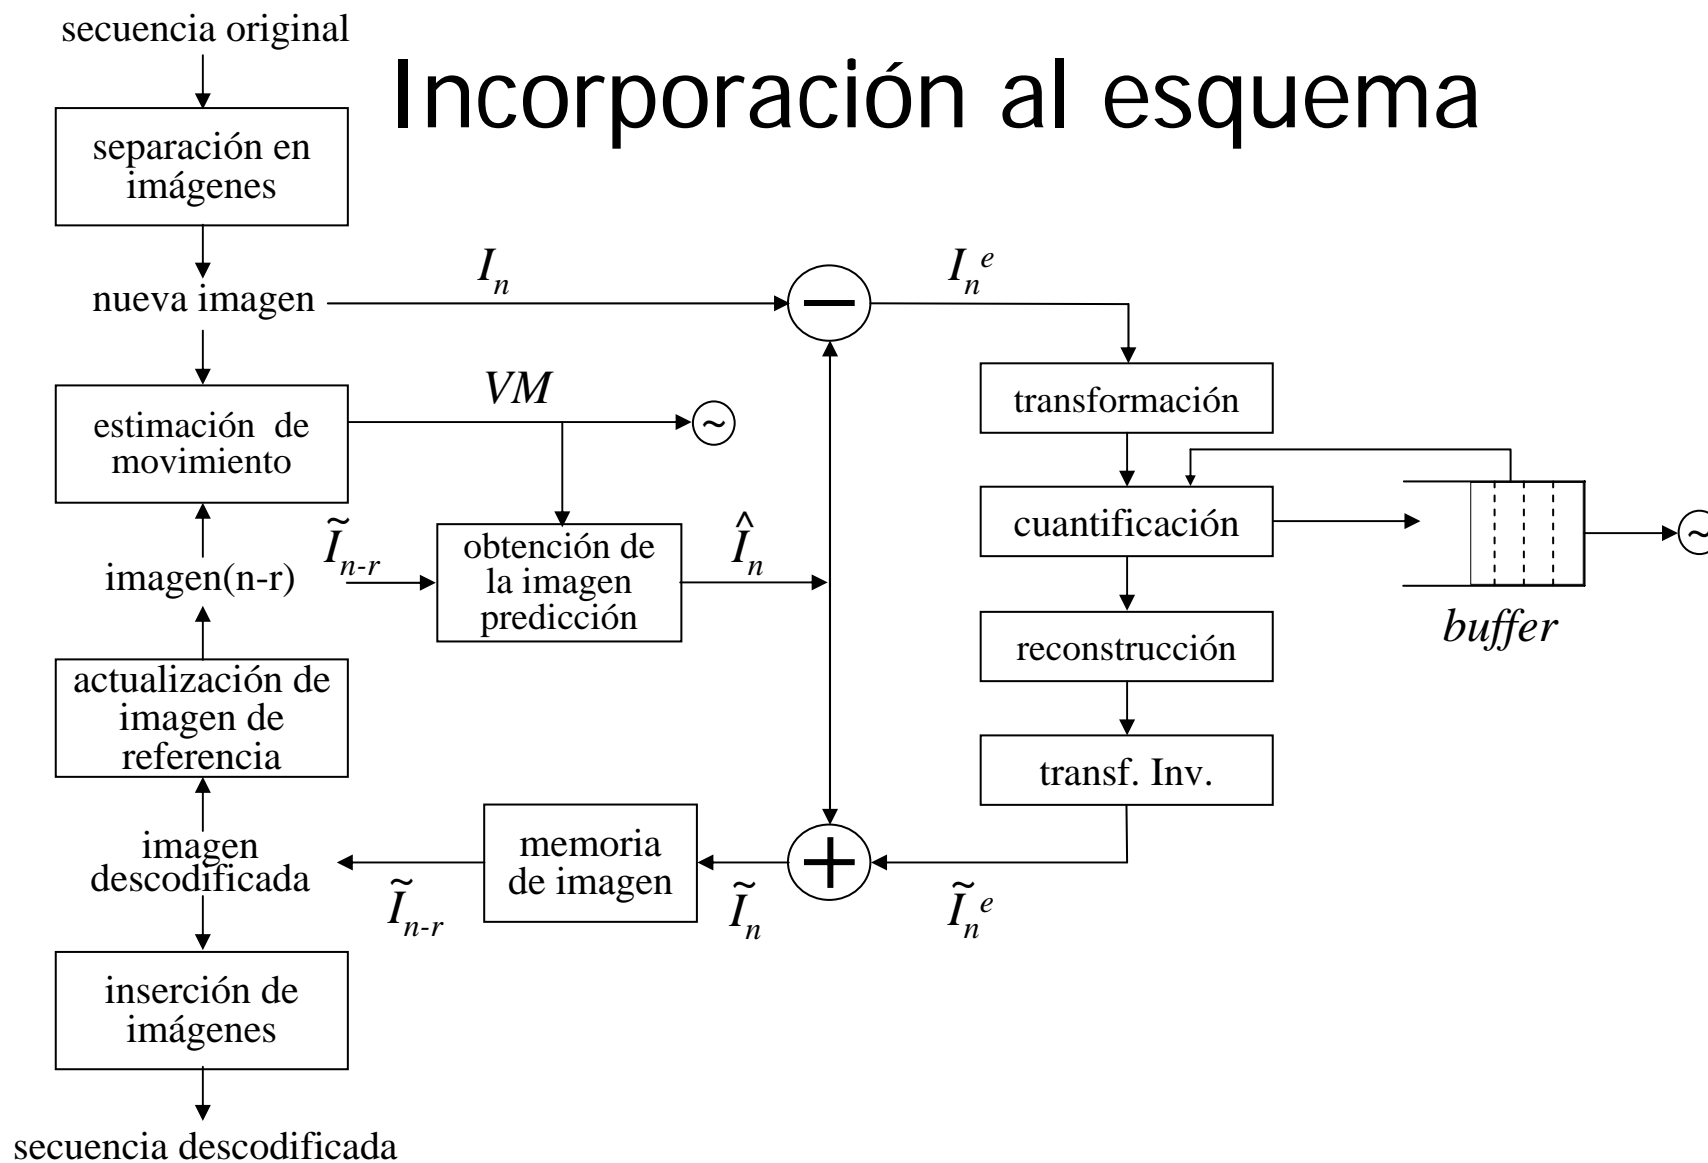 secuencia original
Incorporación al esquema
separación en
imágenes
nueva imagen
I_n
I_n^e
estimación de
movimiento
VM
~
transformación
cuantificación
~
buffer
imagen(n-r)
Ĩ_{n-r}
obtención de
la imagen
predicción
Î_n
reconstrucción
actualización de
imagen de
referencia
transf. Inv.
imagen
descodificada
Ĩ_{n-r}
memoria
de imagen
Ĩ_n
Ĩ_n^e
inserción de
imágenes
secuencia descodificada